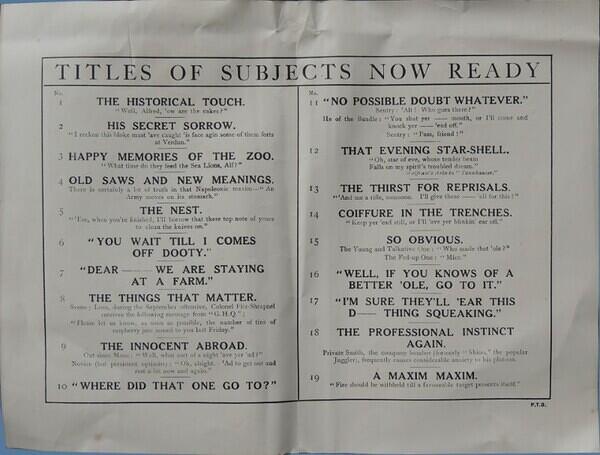 TITLES OF SUBJECTS NOW READY
No.
1 THE HISTORICAL TOUCH.
"Well, Alfred, 'ow are the cakes?"
2 HIS SECRET SORROW.
"I reckon this bloke must 'ave caught 'is face agin some of them forts
at Verdun."
3 HAPPY MEMORIES OF THE ZOO.
"What time do they feed the Sea Lions, Alf?"
4 OLD SAWS AND NEW MEANINGS.
There is certainly a lot of truth in that Napoleonic maxim—"An
Army moves on its stomach."
5 THE NEST.
"'Ere, when you're finished, I'll borrow that there top note of yours
to clean the knives on."
6 "YOU WAIT TILL I COMES
OFF DOOTY."
7 "DEAR —— WE ARE STAYING
AT A FARM."
8 THE THINGS THAT MATTER.
Scene: Loos, during the September offensive, Colonel Fitz-Shrapnel
receives the following message from "G.H.Q.":
"Please let us know, as soon as possible, the number of tins of
raspberry jam issued to you last Friday."
9 THE INNOCENT ABROAD.
Out since Mons: "Well, what sort of a night 'ave yer 'ad?"
Novice (but persistent optimist): "Oh, alright. 'Ad to get out and
rest a bit now and again."
10 "WHERE DID THAT ONE GO TO?"
No.
11 "NO POSSIBLE DOUBT WHATEVER."
Sentry: 'Alt! Who goes there?"
He of the Bundle: "You shut yer —— mouth, or I'll come and
knock yer —— 'ead off."
Sentry: "Pass, friend!"
12 THAT EVENING STAR-SHELL.
"Oh, star of eve, whose tender beam
Falls on my spirit's troubled dream."
13 THE THIRST FOR REPRISALS.
"'And me a rifle, someone. I'll give these —— 'ell for this!"
14 COIFFURE IN THE TRENCHES.
"Keep yer 'ead still, or I'll 'ave yer blinkin' ear off."
15 SO OBVIOUS.
The Young and Talkative One: "Who made that 'ole?"
The Fed-up One: "Mice."
16 "WELL, IF YOU KNOWS OF A
BETTER 'OLE, GO TO IT."
17 "I'M SURE THEY'LL 'EAR THIS
D—— THING SQUEAKING."
18 THE PROFESSIONAL INSTINCT
AGAIN.
Private Smith, the company bomber (formerly "Shino," the popular
Juggler), frequently causes considerable anxiety to his platoon.
19 A MAXIM MAXIM.
"Fire should be withheld till a favourable target presents itself."
P.T.O.